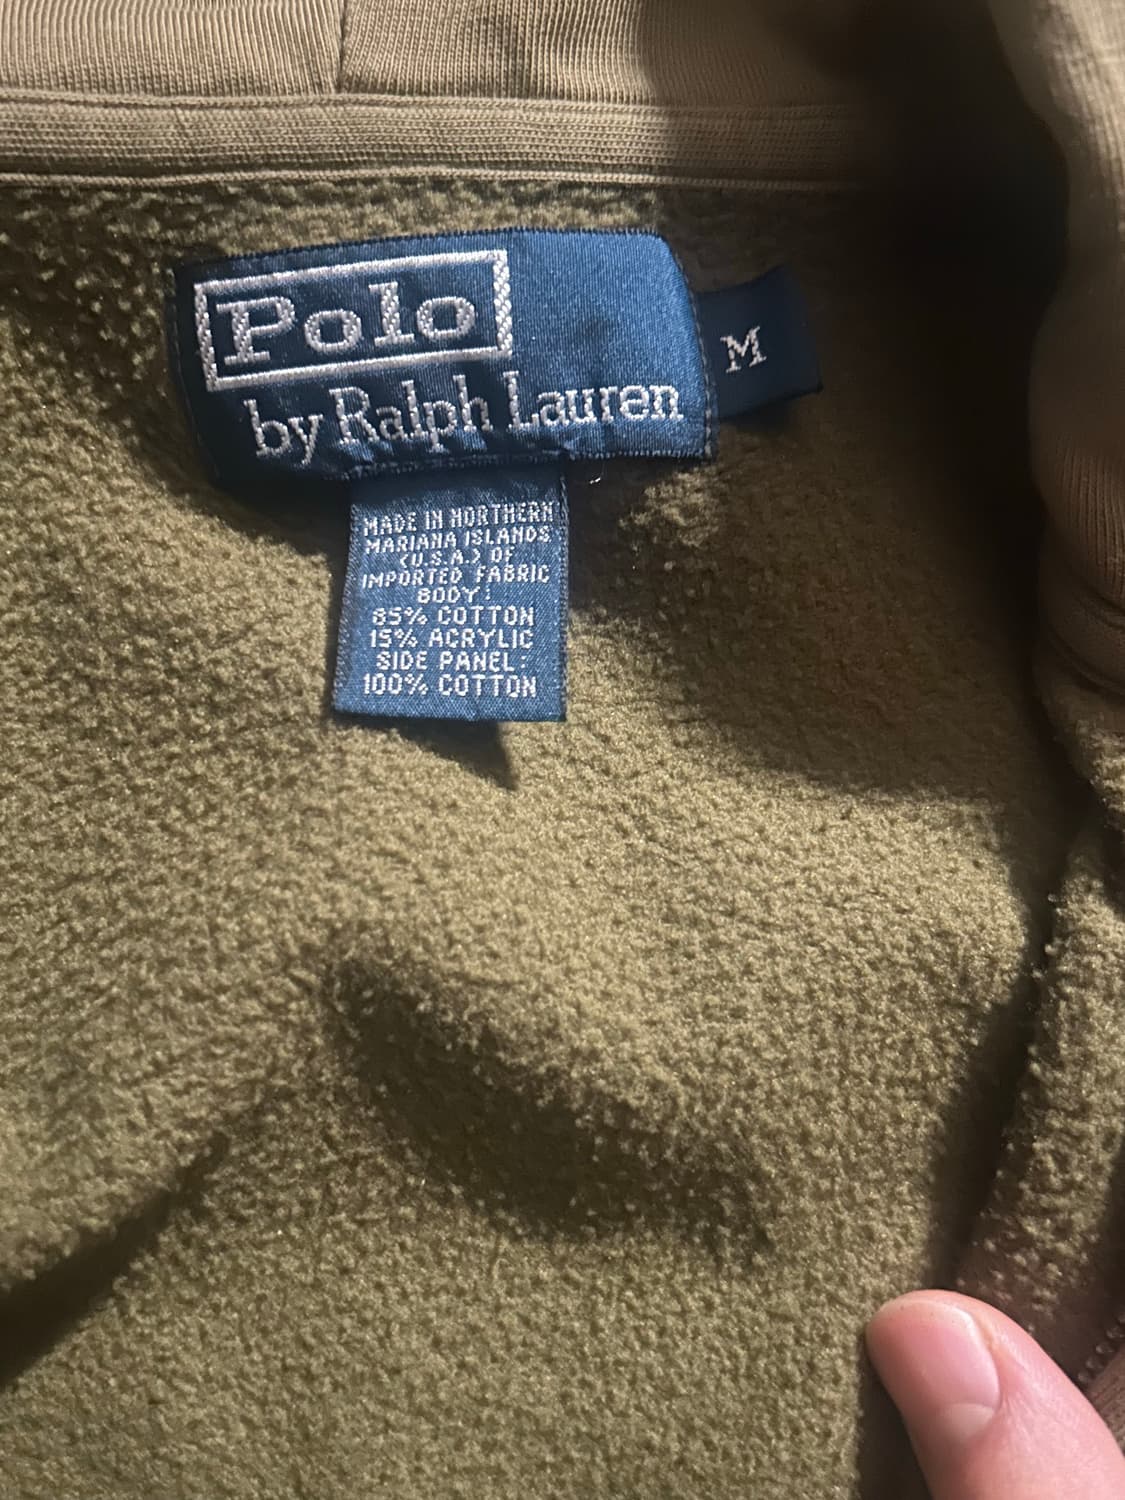 Polo
by Ralph Lauren
M
MADE IN NORTHERN
MARIANA ISLANDS
(U.S.A.) OF
IMPORTED FABRIC
BODY:
85% COTTON
15% ACRYLIC
SIDE PANEL:
100% COTTON